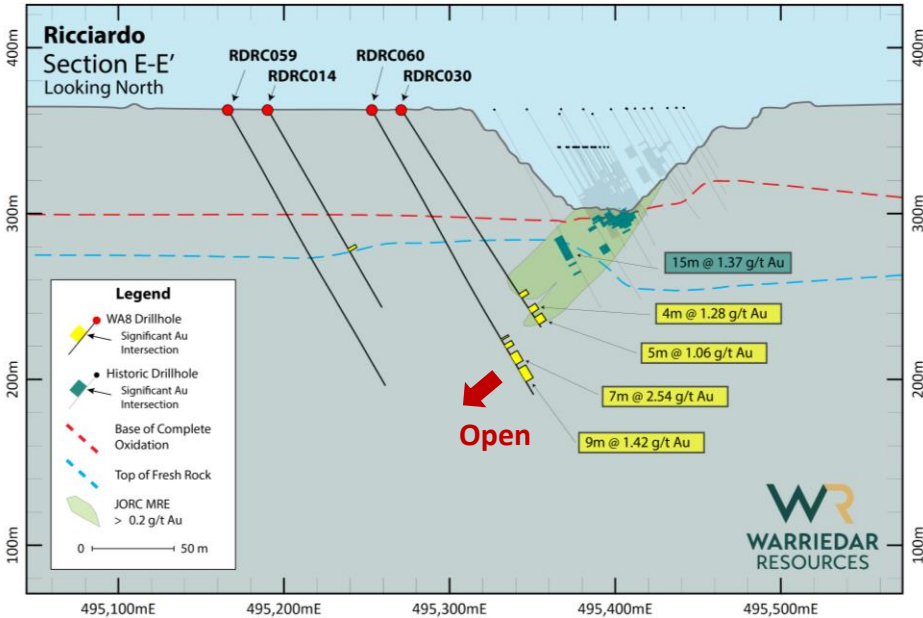 Ricciardo
Section E-E'
Looking North
RDRC059
RDRC014
RDRC060
RDRC030
400m
400m
300m
300m
200m
200m
100m
100m
15m @ 1.37 g/t Au
4m @ 1.28 g/t Au
5m @ 1.06 g/t Au
7m @ 2.54 g/t Au
9m @ 1.42 g/t Au
Open
Legend
WA8 Drillhole
Significant Au
Intersection
Historic Drillhole
Significant Au
Intersection
Base of Complete
Oxidation
Top of Fresh Rock
JORC MRE
> 0.2 g/t Au
0 50 m
WR
WARRIEDAR
RESOURCES
495,100mE
495,200mE
495,300mE
495,400mE
495,500mE